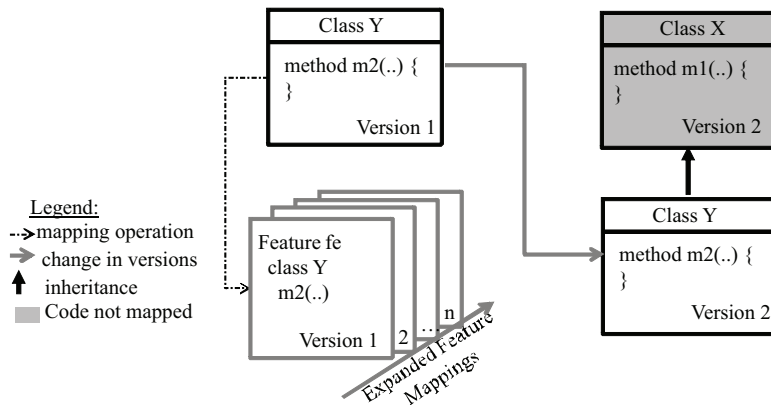 Class Y
method m2(..) {
}
Version 1
Class X
method m1(..) {
}
Version 2
Legend:
mapping operation
change in versions
inheritance
Code not mapped
Feature fe
class Y
m2(..)
Version 1
2
...
n
Expanded Feature
Mappings
Class Y
method m2(..) {
}
Version 2